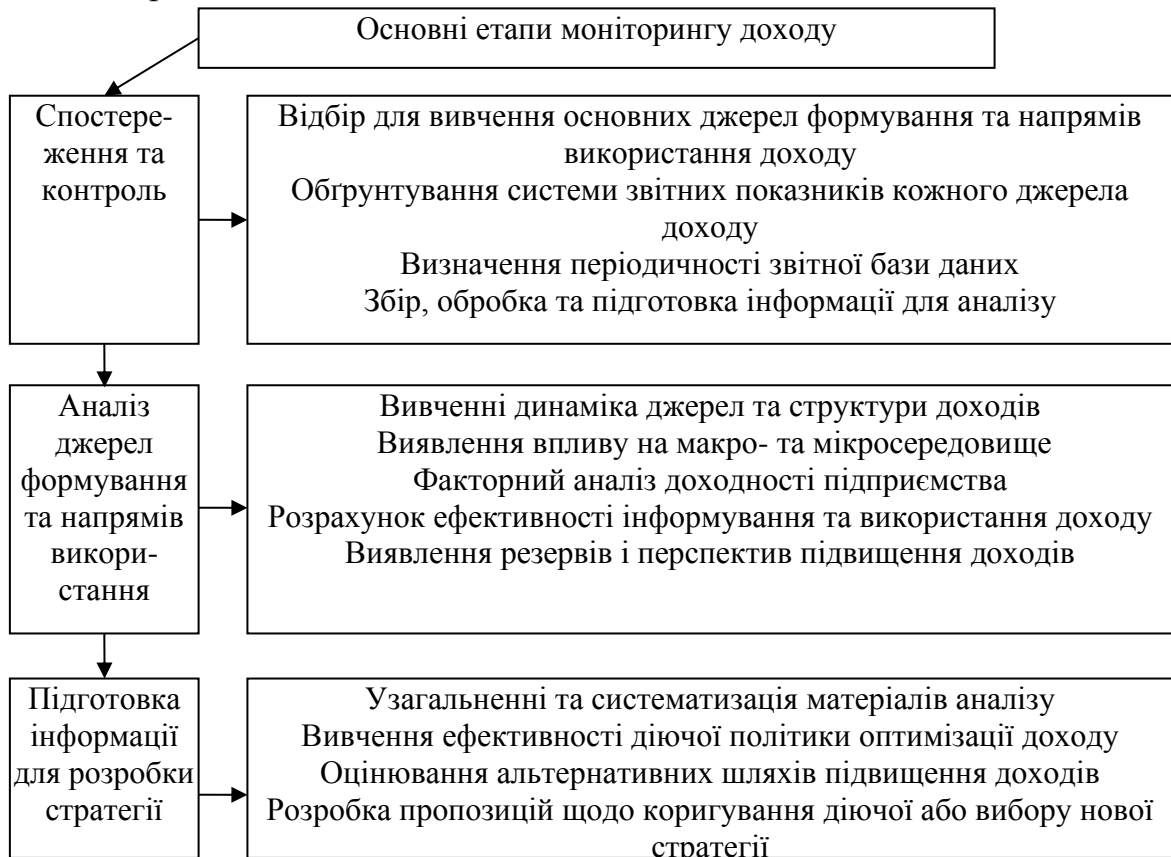 Основні етапи моніторингу доходу
Спостере-
ження та
контроль
Відбір для вивчення основних джерел формування та напрямів
використання доходу
Обґрунтування системи звітних показників кожного джерела
доходу
Визначення періодичності звітної бази даних
Збір, обробка та підготовка інформації для аналізу
Аналіз
джерел
формування
та напрямів
викори-
стання
Вивченні динаміка джерел та структури доходів
Виявлення впливу на макро- та мікросередовище
Факторний аналіз доходності підприємства
Розрахунок ефективності інформування та використання доходу
Виявлення резервів і перспектив підвищення доходів
Підготовка
інформації
для розробки
стратегії
Узагальненні та систематизація матеріалів аналізу
Вивчення ефективності діючої політики оптимізації доходу
Оцінювання альтернативних шляхів підвищення доходів
Розробка пропозицій щодо коригування діючої або вибору нової
стратегії